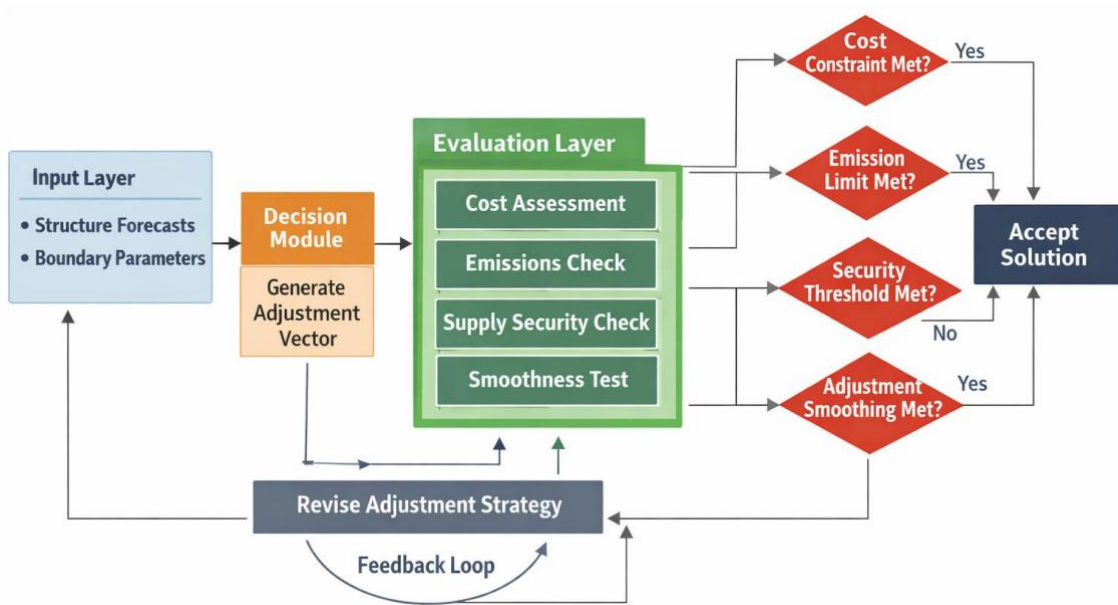 Input Layer
• Structure Forecasts
• Boundary Parameters
Decision
Module
Generate
Adjustment
Vector
Evaluation Layer
Cost Assessment
Emissions Check
Supply Security Check
Smoothness Test
Cost
Constraint Met?
Yes
Emission
Limit Met?
Yes
Security
Threshold Met?
No
Adjustment
Smoothing Met?
Yes
Accept
Solution
Revise Adjustment Strategy
Feedback Loop